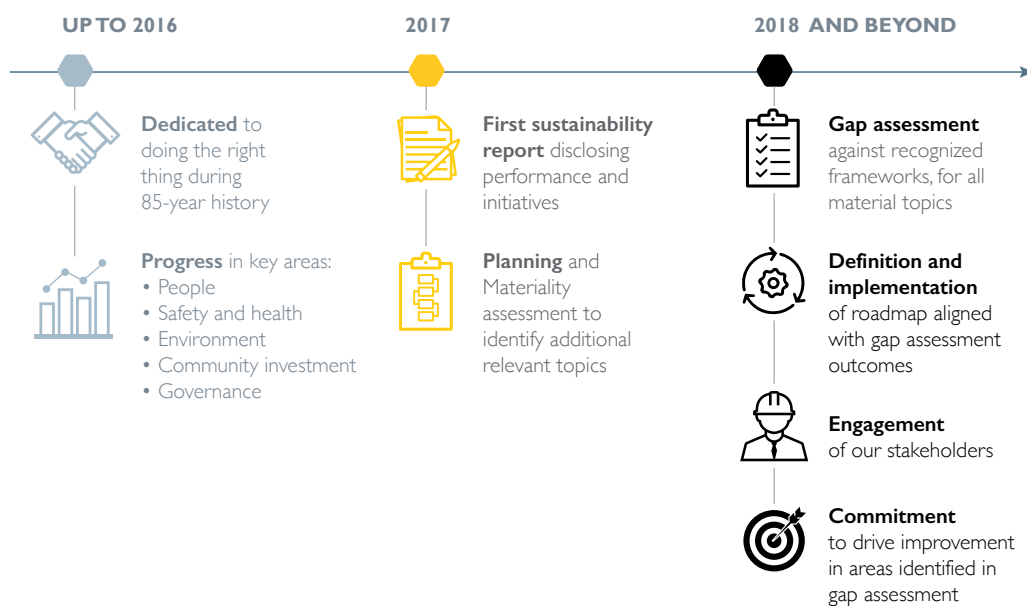 UP TO 2016
Dedicated to
doing the right
thing during
85-year history
Progress in key areas:
• People
• Safety and health
• Environment
• Community investment
• Governance
2017
First sustainability
report disclosing
performance and
initiatives
Planning and
Materiality
assessment to
identify additional
relevant topics
2018 AND BEYOND
Gap assessment
against recognized
frameworks, for all
material topics
Definition and
implementation
of roadmap aligned
with gap assessment
outcomes
Engagement
of our stakeholders
Commitment
to drive improvement
in areas identified in
gap assessment